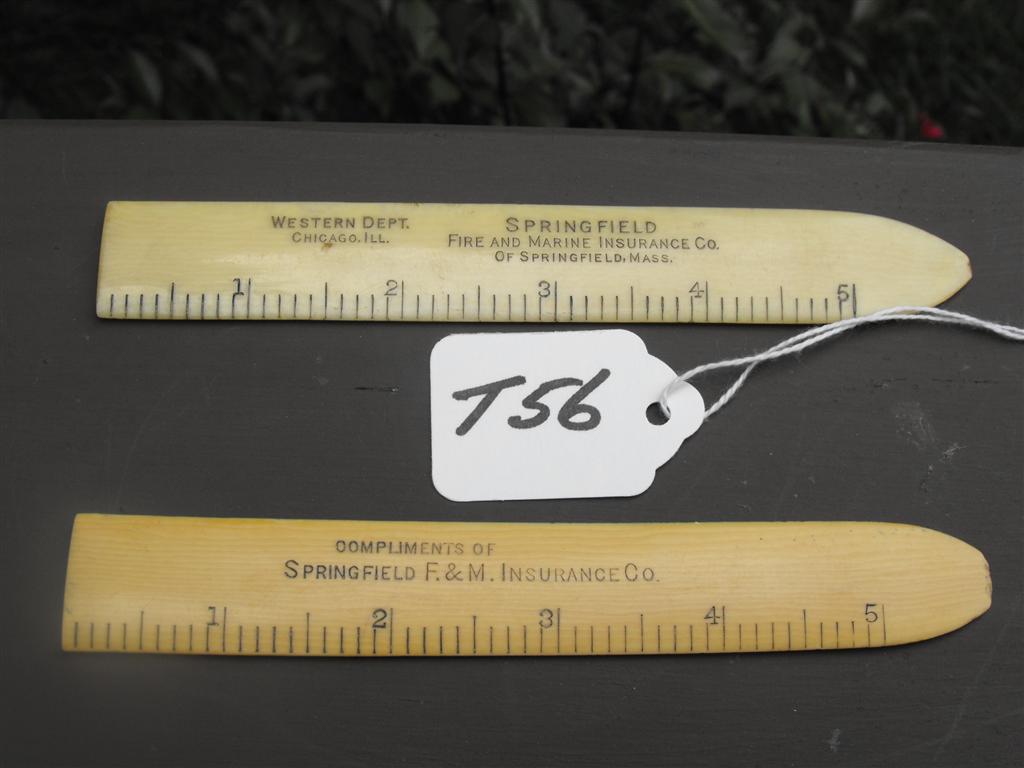 WESTERN DEPT.
CHICAGO, ILL.
SPRINGFIELD
FIRE AND MARINE INSURANCE CO.
OF SPRINGFIELD, MASS.
1 2 3 4 5
T56
COMPLIMENTS OF
SPRINGFIELD F. & M. INSURANCE CO.
1 2 3 4 5